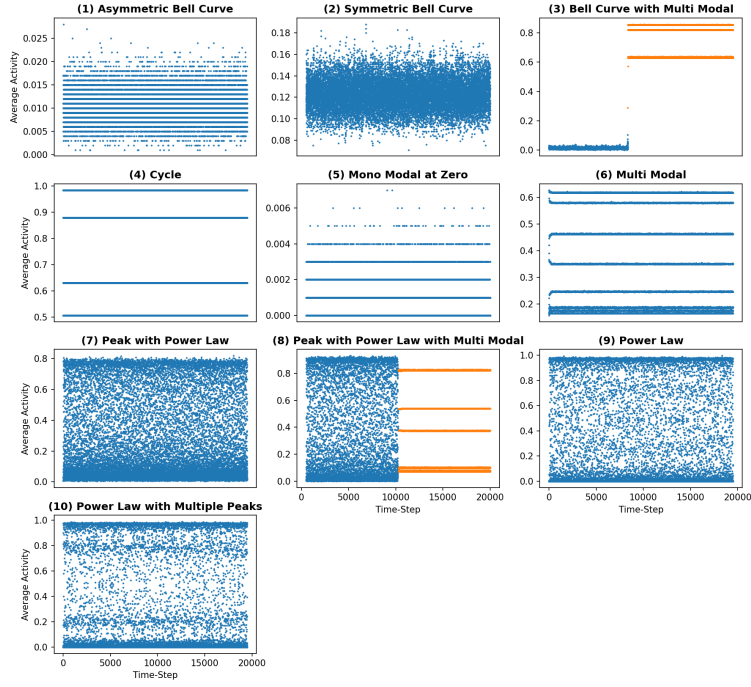 (1) Asymmetric Bell Curve
(2) Symmetric Bell Curve
(3) Bell Curve with Multi Modal
Average Activity
0.025
0.020
0.015
0.010
0.005
0.000
0.18
0.16
0.14
0.12
0.10
0.08
0.8
0.6
0.4
0.2
0.0
(4) Cycle
(5) Mono Modal at Zero
(6) Multi Modal
Average Activity
1.0
0.9
0.8
0.7
0.6
0.5
0.006
0.004
0.002
0.000
0.6
0.5
0.4
0.3
0.2
(7) Peak with Power Law
(8) Peak with Power Law with Multi Modal
(9) Power Law
Average Activity
0.8
0.6
0.4
0.2
0.0
0.8
0.6
0.4
0.2
0.0
0 5000 10000 15000 20000
Time-Step
1.0
0.8
0.6
0.4
0.2
0.0
0 5000 10000 15000 20000
Time-Step
(10) Power Law with Multiple Peaks
Average Activity
1.0
0.8
0.6
0.4
0.2
0.0
0 5000 10000 15000 20000
Time-Step